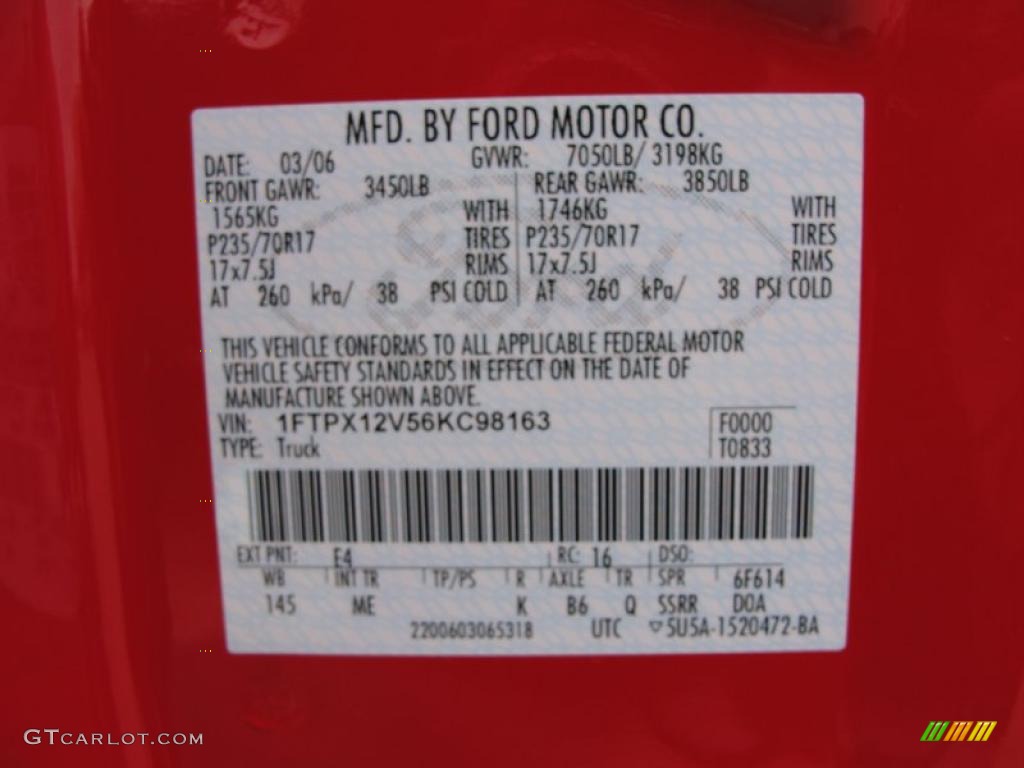 MFD. BY FORD MOTOR CO.
DATE: 03/06 GVWR: 7050LB/ 3198KG
FRONT GAWR: 3450LB REAR GAWR: 3850LB
1565KG WITH 1746KG WITH
P235/70R17 TIRES P235/70R17 TIRES
17x7.5J RIMS 17x7.5J RIMS
AT 260 kPa/ 38 PSI COLD AT 260 kPa/ 38 PSI COLD
THIS VEHICLE CONFORMS TO ALL APPLICABLE FEDERAL MOTOR
VEHICLE SAFETY STANDARDS IN EFFECT ON THE DATE OF
MANUFACTURE SHOWN ABOVE.
VIN: 1FTPX12V56KC98163 F0000
TYPE: Truck T0833
EXT PNT: E4 RC: 16 DSO:
WB INT TR TP/PS R AXLE TR SPR 6F614
145 ME K B6 Q SSRR DOA
2200603065318 UTC ▽5U5A-1520472-BA
GTCARLOT.COM